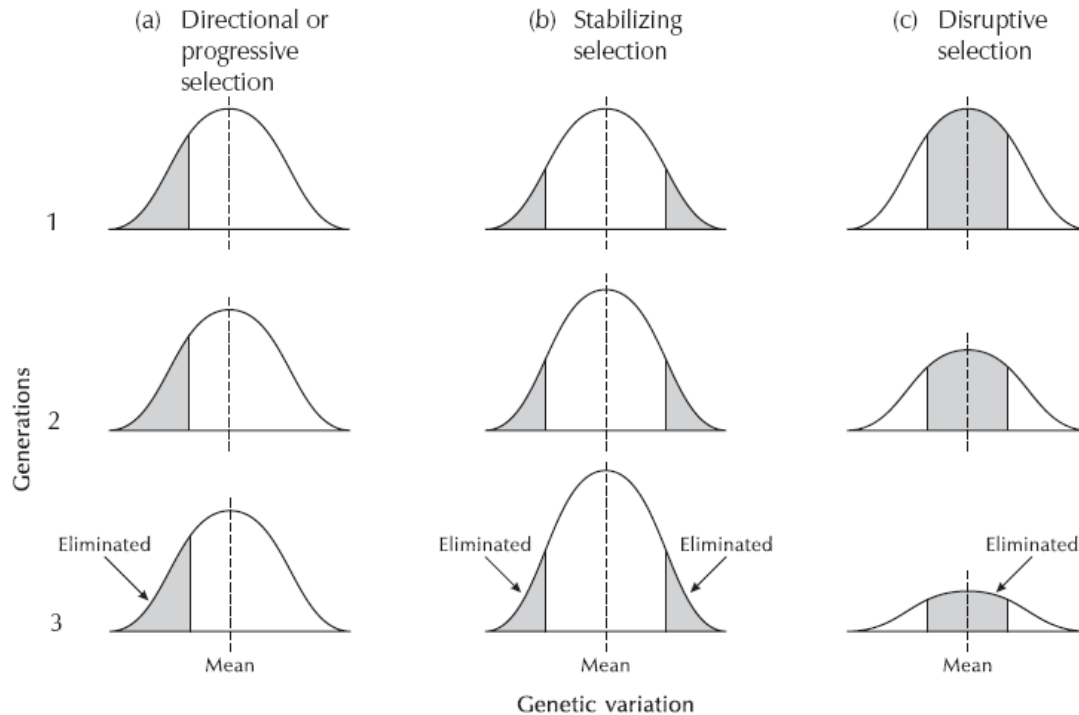 (a) Directional or
progressive
selection
(b) Stabilizing
selection
(c) Disruptive
selection
Generations
1
2
3
Eliminated
Eliminated
Eliminated
Eliminated
Mean
Mean
Mean
Genetic variation